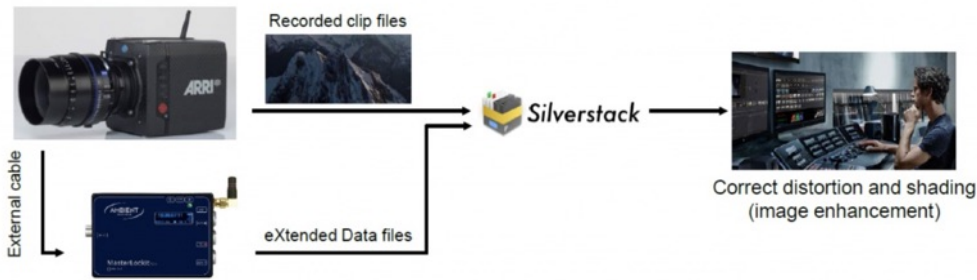 Recorded clip files
ARRI
Silverstack
External cable
AMBIENT
MasterLockit
eXtended Data files
Correct distortion and shading
(image enhancement)